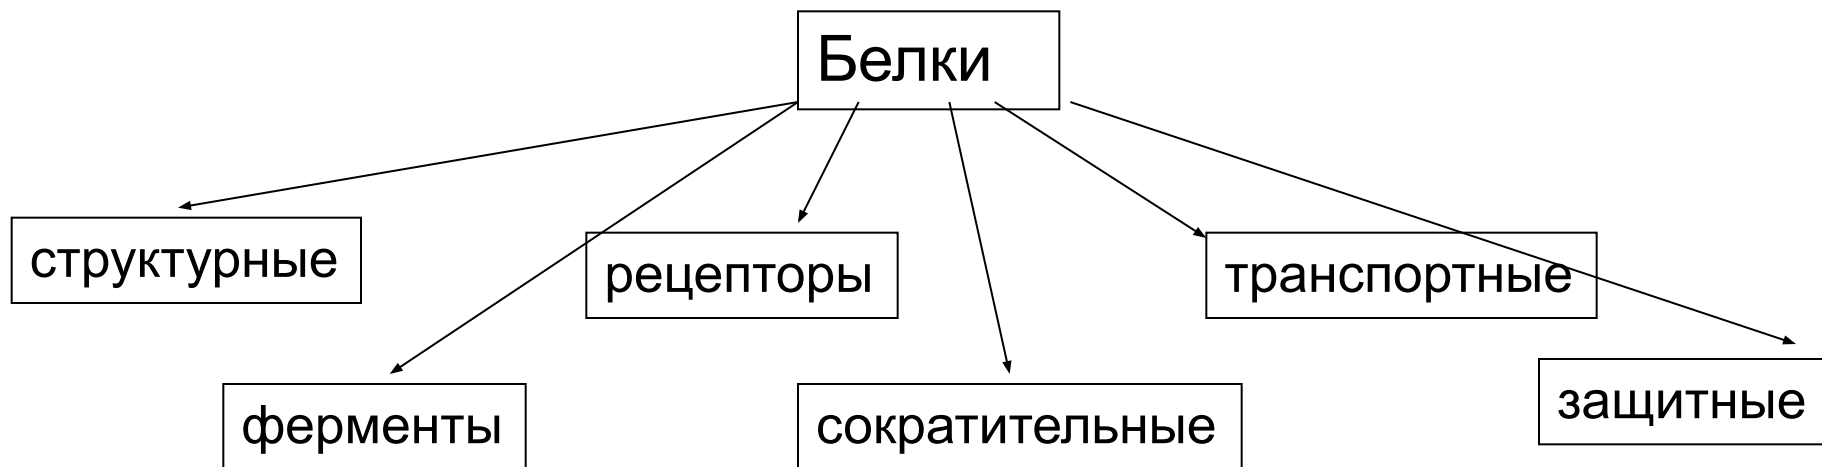 Белки
структурные
рецепторы
транспортные
ферменты
сократительные
защитные